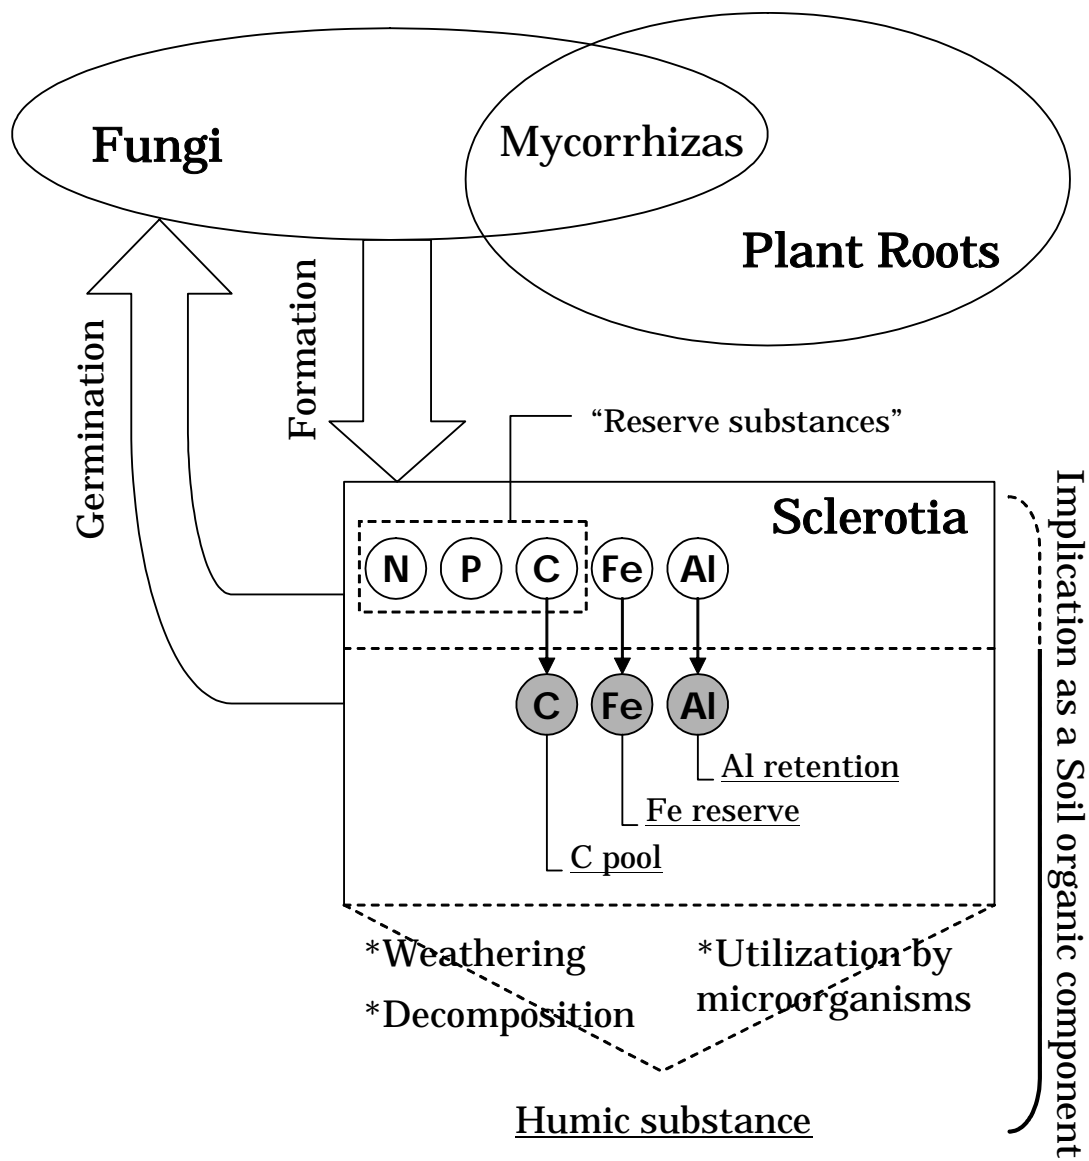 Fungi
Mycorrhizas
Plant Roots
Formation
Germination
“Reserve substances”
Sclerotia
N P C Fe Al
C Fe Al
Al retention
Fe reserve
C pool
*Weathering
*Decomposition
*Utilization by
microorganisms
Humic substance
Implication as a Soil organic component